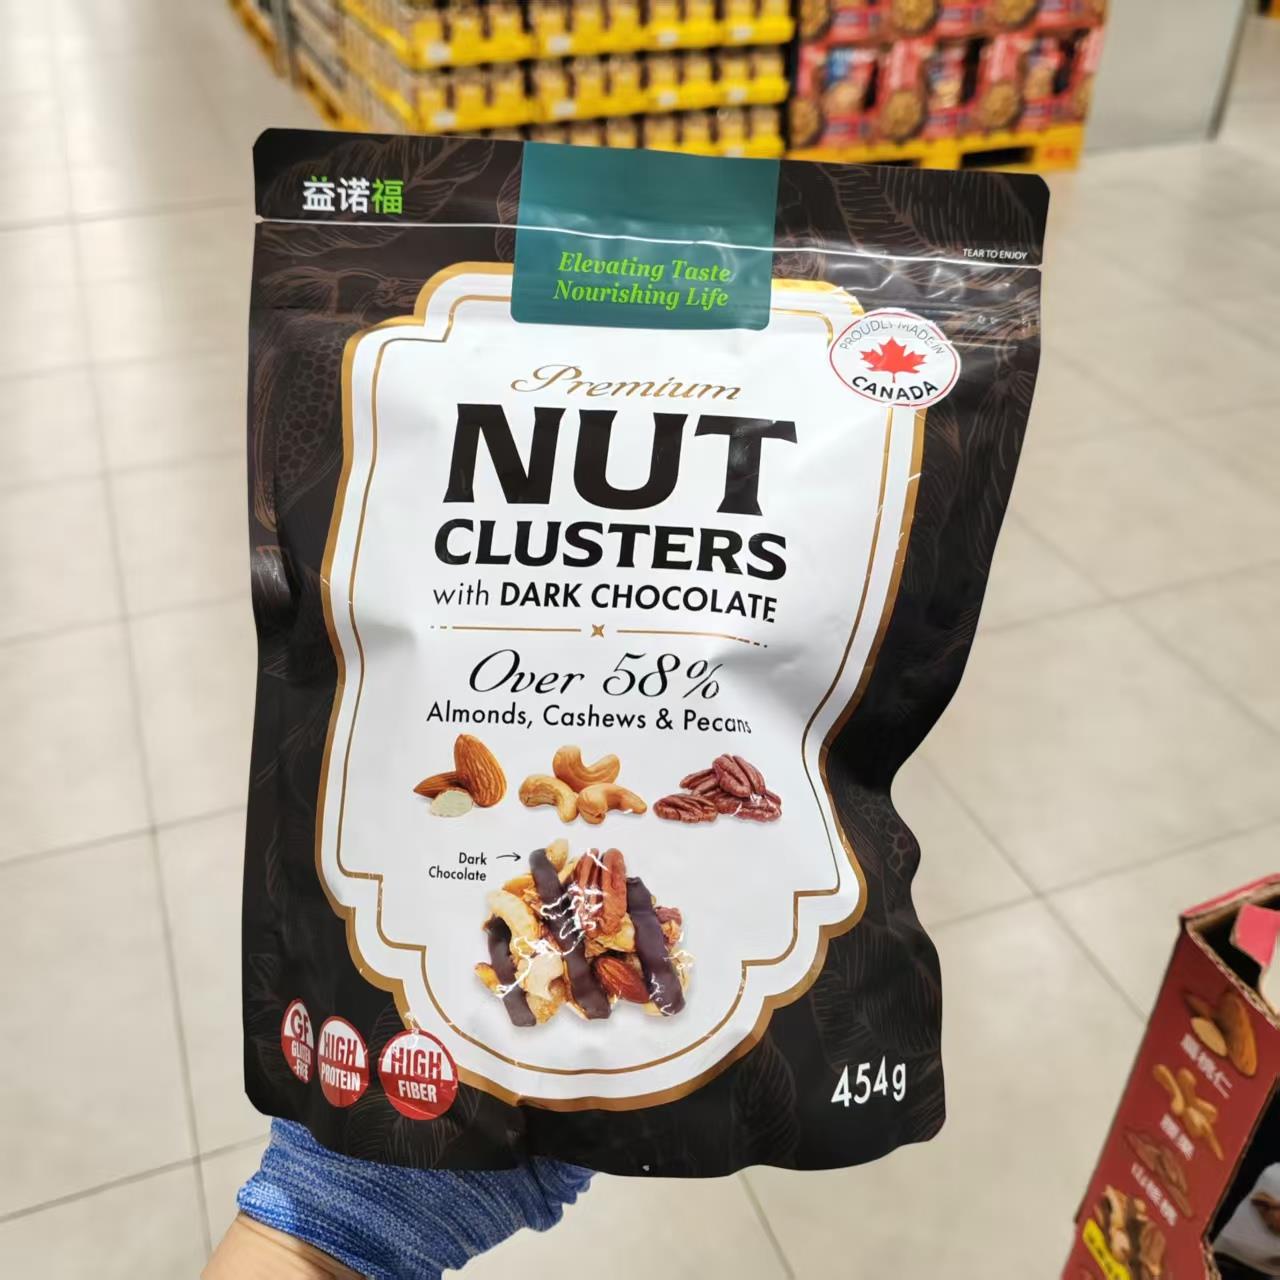 益诺福
TEAR TO ENJOY
Elevating Taste
Nourishing Life
PROUDLY MADE IN
CANADA
Premium
NUT
CLUSTERS
with DARK CHOCOLATE
Over 58%
Almonds, Cashews & Pecans
Dark
Chocolate
GF
GLUTEN
FREE
HIGH
PROTEIN
HIGH
FIBER
454g